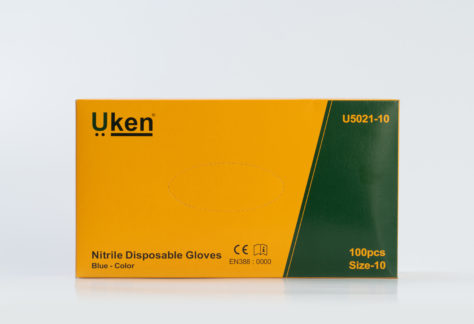 Uken®
U5021-10
Nitrile Disposable Gloves
Blue - Color
CE
EN388 : 0000
100pcs
Size-10